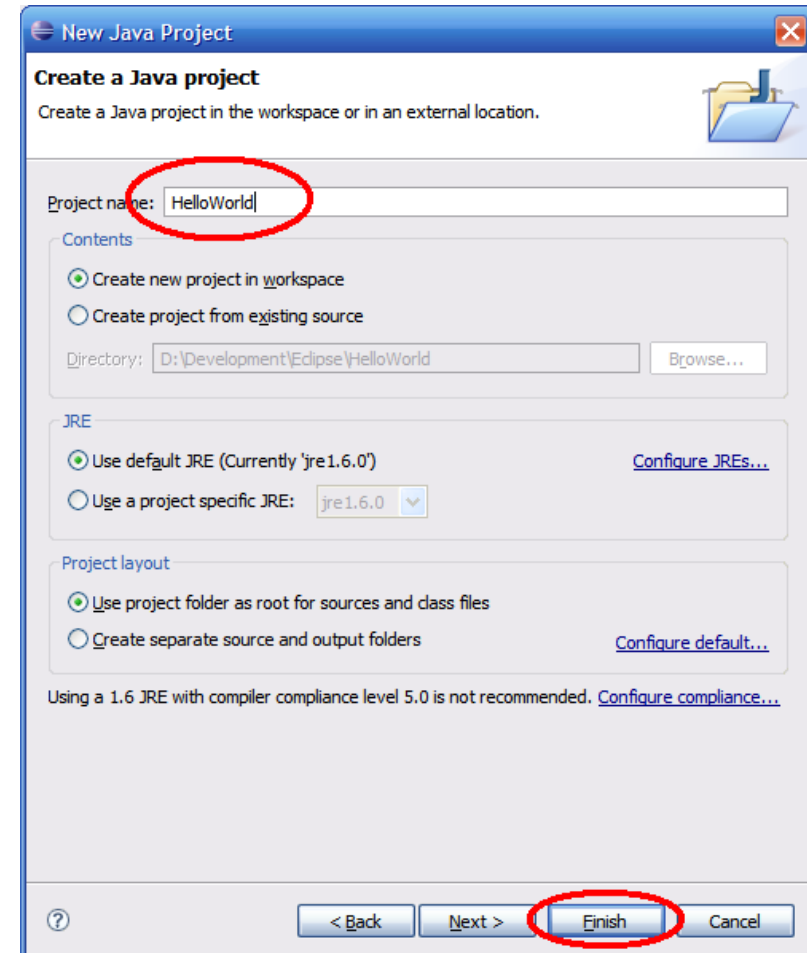 New Java Project
Create a Java project
Create a Java project in the workspace or in an external location.
Project name: HelloWorld
Contents
Create new project in workspace
Create project from existing source
Directory: D:\Development\Eclipse\HelloWorld Browse...
JRE
Use default JRE (Currently 'jre1.6.0') Configure JREs...
Use a project specific JRE: jre1.6.0
Project layout
Use project folder as root for sources and class files
Create separate source and output folders Configure default...
Using a 1.6 JRE with compiler compliance level 5.0 is not recommended. Configure compliance...
? < Back Next > Finish Cancel